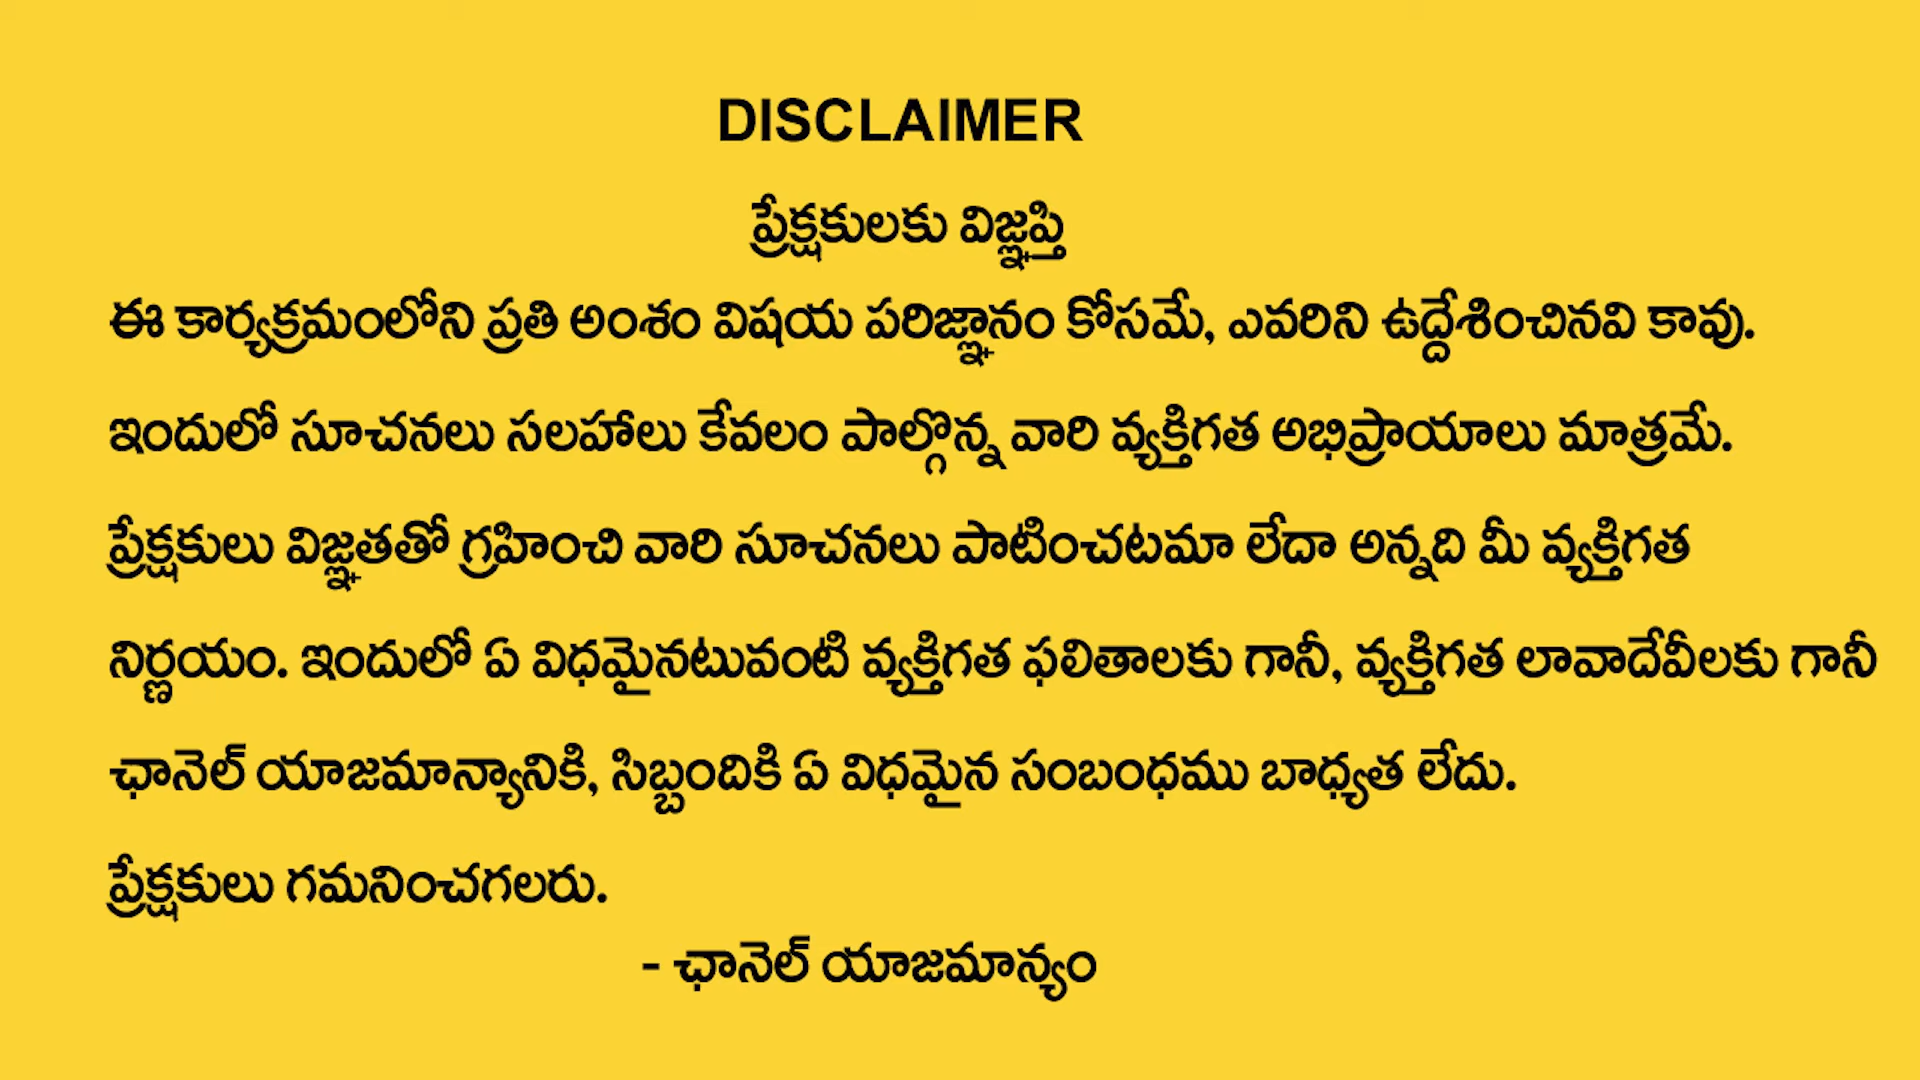 DISCLAIMER
ప్రేక్షకులకు విజ్ఞప్తి
ఈ కార్యక్రమంలోని ప్రతి అంశం విషయ పరిజ్ఞానం కోసమే, ఎవరిని ఉద్దేశించినవి కావు.
ఇందులో సూచనలు సలహాలు కేవలం పాల్గొన్న వారి వ్యక్తిగత అభిప్రాయాలు మాత్రమే.
ప్రేక్షకులు విజ్ఞతతో గ్రహించి వారి సూచనలు పాటించటమా లేదా అన్నది మీ వ్యక్తిగత
నిర్ణయం. ఇందులో ఏ విధమైనటువంటి వ్యక్తిగత ఫలితాలకు గానీ, వ్యక్తిగత లావాదేవీలకు గానీ
ఛానెల్ యాజమాన్యానికి, సిబ్బందికి ఏ విధమైన సంబంధము బాధ్యత లేదు.
ప్రేక్షకులు గమనించగలరు.
- ఛానెల్ యాజమాన్యం